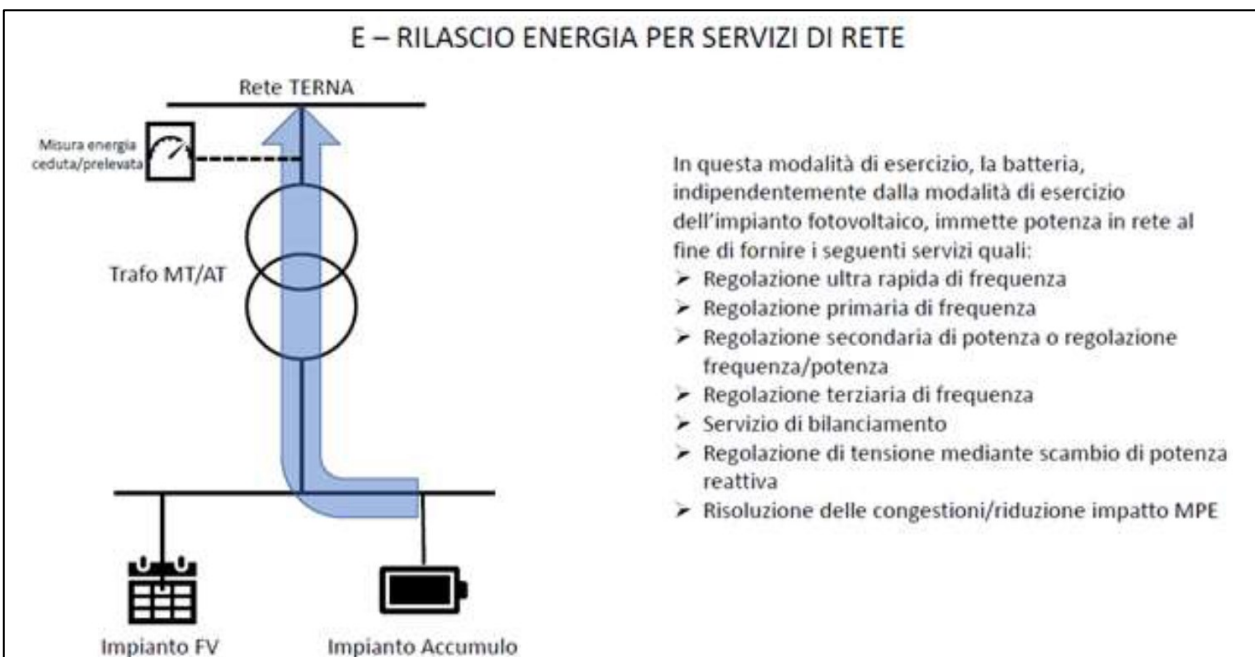 E – RILASCIO ENERGIA PER SERVIZI DI RETE
Rete TERNA
Misura energia
ceduta/prelevata
Trafo MT/AT
Impianto FV
Impianto Accumulo
In questa modalità di esercizio, la batteria,
indipendentemente dalla modalità di esercizio
dell'impianto fotovoltaico, immette potenza in rete al
fine di fornire i seguenti servizi quali:
➢ Regolazione ultra rapida di frequenza
➢ Regolazione primaria di frequenza
➢ Regolazione secondaria di potenza o regolazione
frequenza/potenza
➢ Regolazione terziaria di frequenza
➢ Servizio di bilanciamento
➢ Regolazione di tensione mediante scambio di potenza
reattiva
➢ Risoluzione delle congestioni/riduzione impatto MPE